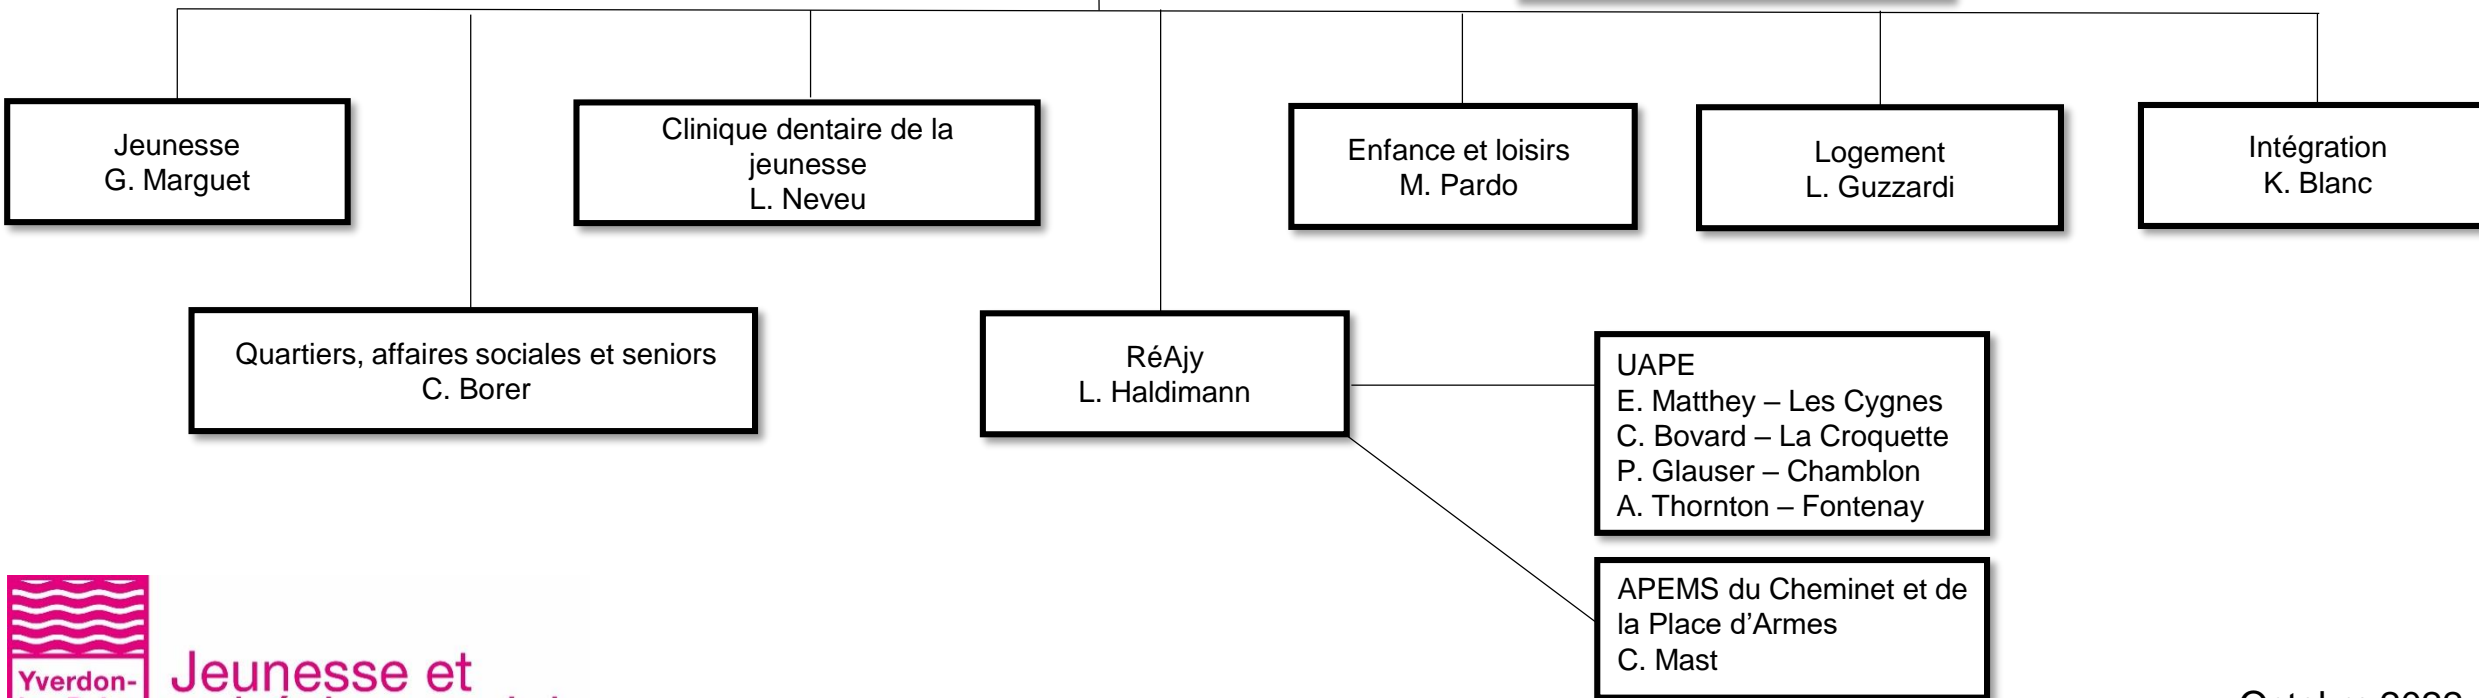 Jeunesse
G. Marguet
Clinique dentaire de la
jeunesse
L. Neveu
Enfance et loisirs
M. Pardo
Logement
L. Guzzardi
Intégration
K. Blanc
Quartiers, affaires sociales et seniors
C. Borer
RéAjy
L. Haldimann
UAPE
E. Matthey – Les Cygnes
C. Bovard – La Croquette
P. Glauser – Chamblon
A. Thornton – Fontenay
APEMS du Cheminet et de
la Place d’Armes
C. Mast
Yverdon-
Jeunesse et